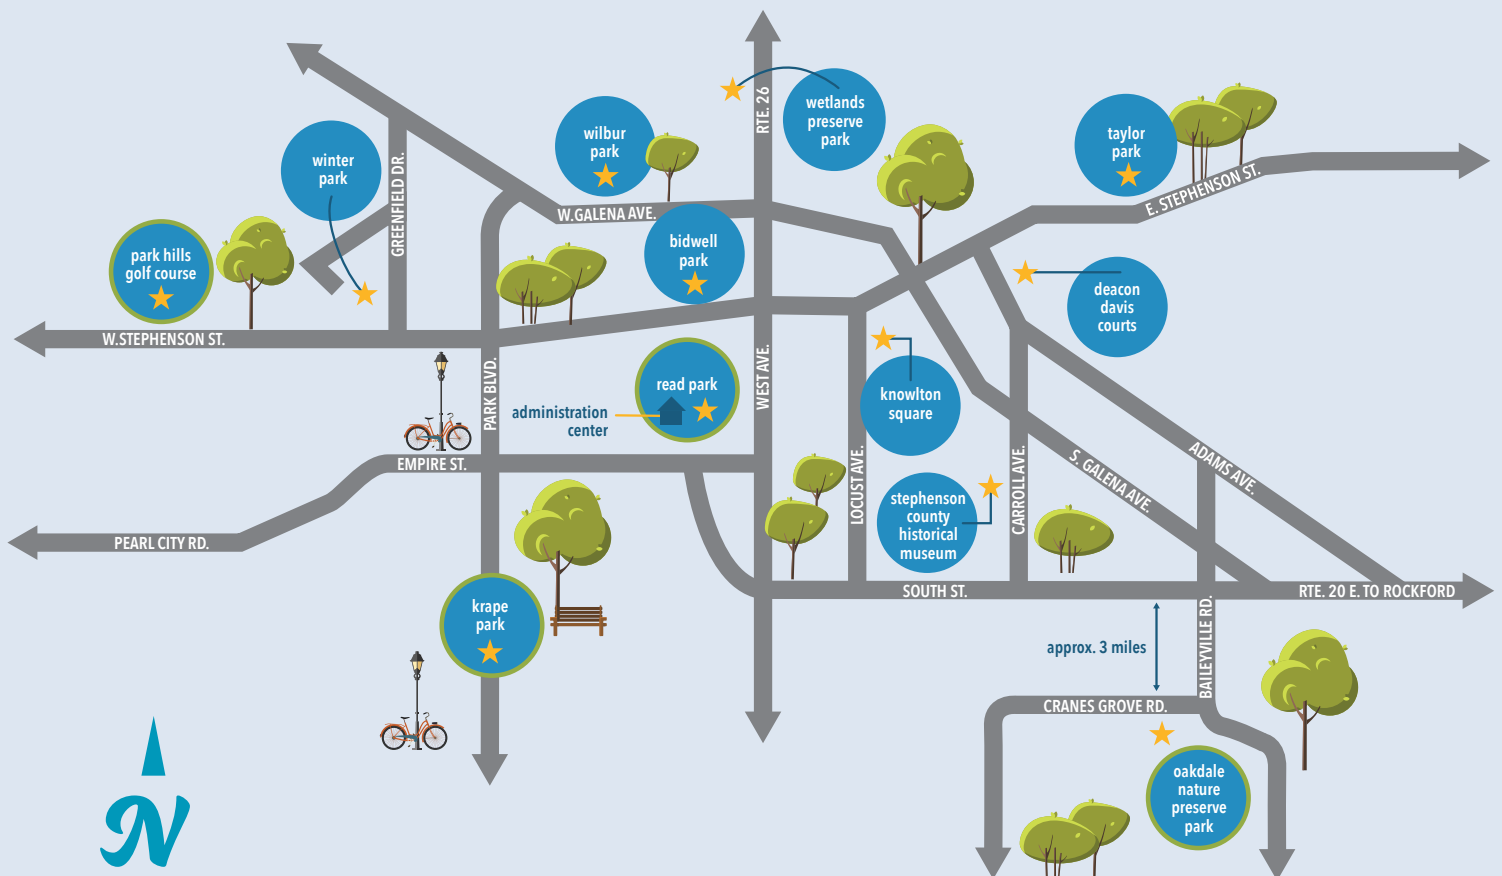 RTE. 26
wetlands
preserve
park
wilbur
park
taylor
park
winter
park
GREENFIELD DR.
W.GALENA AVE.
E. STEPHENSON ST.
park hills
golf course
bidwell
park
deacon
davis
courts
W.STEPHENSON ST.
PARK BLVD.
WEST AVE.
read park
administration
center
knowlton
square
EMPIRE ST.
LOCUST AVE.
CARROLL AVE.
S. GALENA AVE.
ADAMS AVE.
stephenson
county
historical
museum
PEARL CITY RD.
SOUTH ST.
RTE. 20 E. TO ROCKFORD
krape
park
approx. 3 miles
BAILEYVILLE RD.
CRANES GROVE RD.
oakdale
nature
preserve
park
N